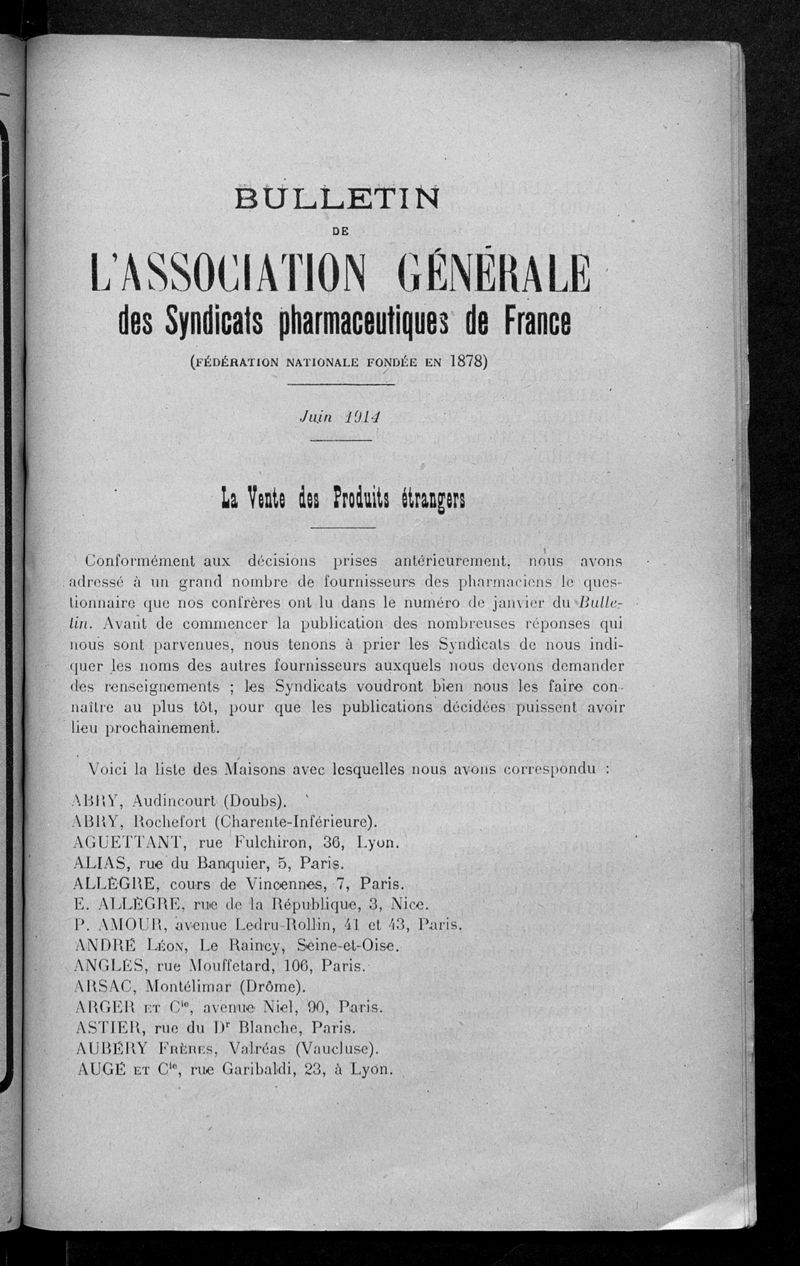 BULLETIN
DE
L'ASSOCIATION GÉNÉRALE
des Syndicats pharmaceutiques de France
(FÉDÉRATION NATIONALE FONDÉE EN 1878)
Juin 1914
La Vente des Produits étrangers
Conformément aux décisions prises antérieurement, nous avons
adressé à un grand nombre de fournisseurs des pharmaciens le ques-
tionnaire que nos confrères ont lu dans le numéro de janvier du Bulle-
tin. Avant de commencer la publication des nombreuses réponses qui
nous sont parvenues, nous tenons à prier les Syndicats de nous indi-
quer les noms des autres fournisseurs auxquels nous devons demander
des renseignements ; les Syndicats voudront bien nous les faire con-
naître au plus tôt, pour que les publications décidées puissent avoir
lieu prochainement.
Voici la liste des Maisons avec lesquelles nous avons correspondu :
ABRY, Audincourt (Doubs).
ABRY, Rochefort (Charente-Inférieure).
AGUETTANT, rue Fulchiron, 36, Lyon.
ALIAS, rue du Banquier, 5, Paris.
ALLÈGRE, cours de Vincennes, 7, Paris.
E. ALLÈGRE, rue de la République, 3, Nice.
P. AMOUR, avenue Ledru-Rollin, 41 et 43, Paris.
ANDRÉ LÉON, Le Raincy, Seine-et-Oise.
ANGLÈS, rue Mouffetard, 106, Paris.
ARSAC, Montélimar (Drôme).
ARGER ET Cie, avenue Niel, 90, Paris.
ASTIER, rue du Dr Blanche, Paris.
AUBÉRY FRÈRES, Valréas (Vaucluse).
AUGÉ ET Cie, rue Garibaldi, 23, à Lyon.